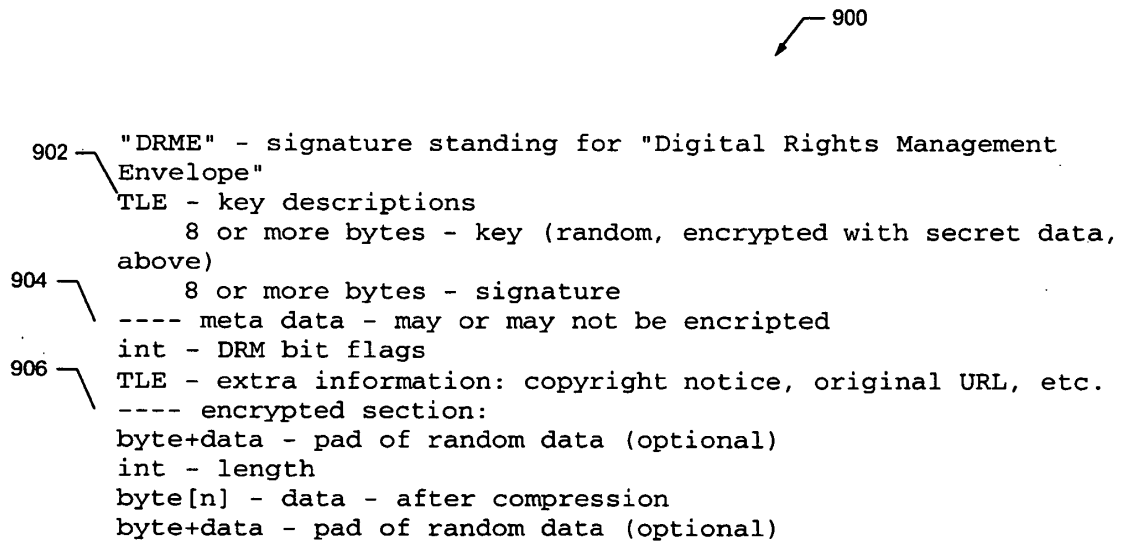 900
"DRME" - signature standing for "Digital Rights Management
902
Envelope"
TLE - key descriptions
8 or more bytes - key (random, encrypted with secret data,
above)
904
8 or more bytes - signature
---- meta data - may or may not be encripted
int - DRM bit flags
906
TLE - extra information: copyright notice, original URL, etc.
---- encrypted section:
byte+data - pad of random data (optional)
int - length
byte[n] - data - after compression
byte+data - pad of random data (optional)